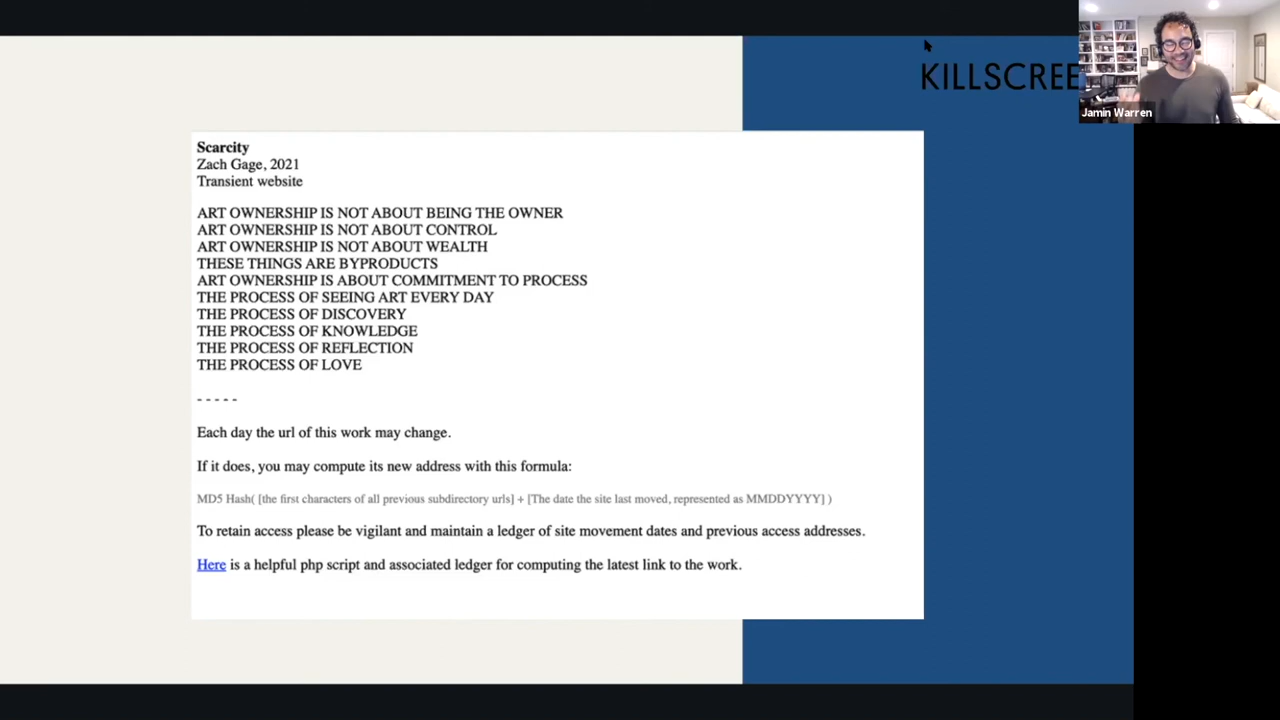 KILLSCREE
Jamin Warren
Scarcity
Zach Gage, 2021
Transient website
ART OWNERSHIP IS NOT ABOUT BEING THE OWNER
ART OWNERSHIP IS NOT ABOUT CONTROL
ART OWNERSHIP IS NOT ABOUT WEALTH
THESE THINGS ARE BYPRODUCTS
ART OWNERSHIP IS ABOUT COMMITMENT TO PROCESS
THE PROCESS OF SEEING ART EVERY DAY
THE PROCESS OF DISCOVERY
THE PROCESS OF KNOWLEDGE
THE PROCESS OF REFLECTION
THE PROCESS OF LOVE
- - - - -
Each day the url of this work may change.
If it does, you may compute its new address with this formula:
MD5 Hash( [the first characters of all previous subdirectory urls] + [The date the site last moved, represented as MMDDYYYY] )
To retain access please be vigilant and maintain a ledger of site movement dates and previous access addresses.
Here is a helpful php script and associated ledger for computing the latest link to the work.